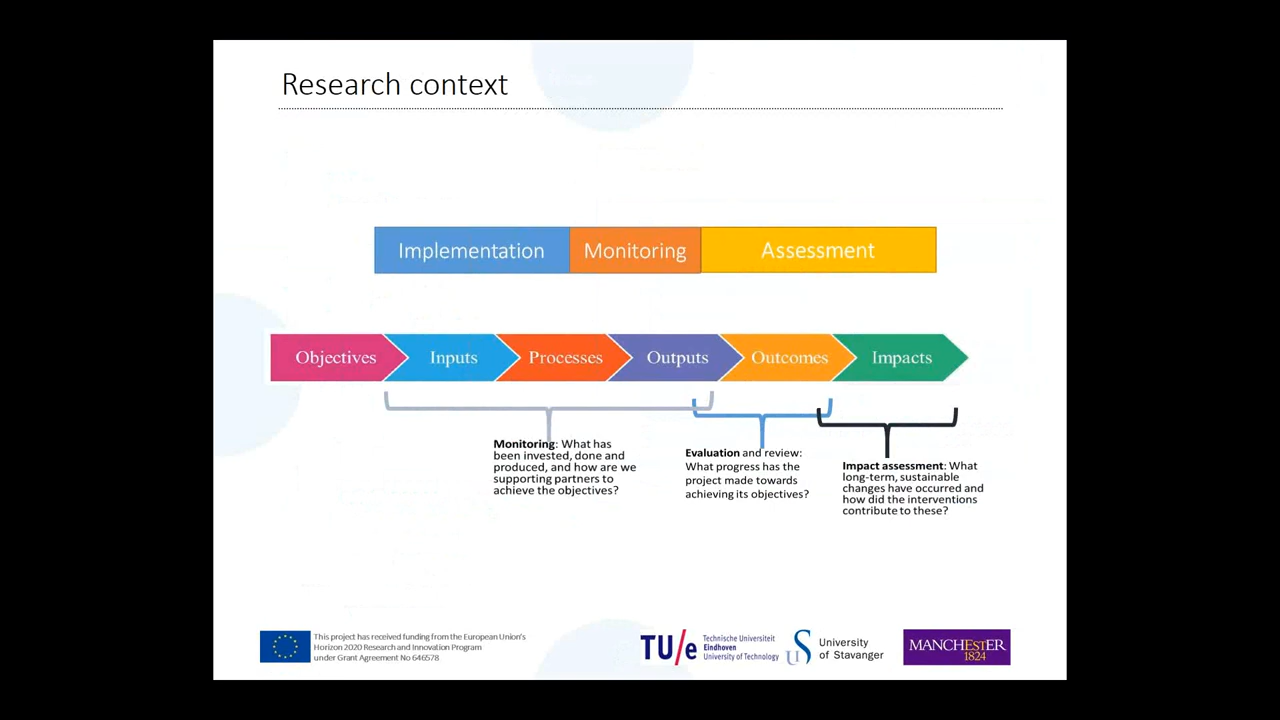 Research context
Implementation
Monitoring
Assessment
Objectives
Inputs
Processes
Outputs
Outcomes
Impacts
Monitoring: What has
been invested, done and
produced, and how are we
supporting partners to
achieve the objectives?
Evaluation and review:
What progress has the
project made towards
achieving its objectives?
Impact assessment: What
long-term, sustainable
changes have occurred and
how did the interventions
contribute to these?
This project has received funding from the European Union's
Horizon 2020 Research and Innovation Program
under Grant Agreement No 646578
TU/e
Technische Universiteit
Eindhoven
University of Technology
US
University
of Stavanger
MANCHESTER
1824